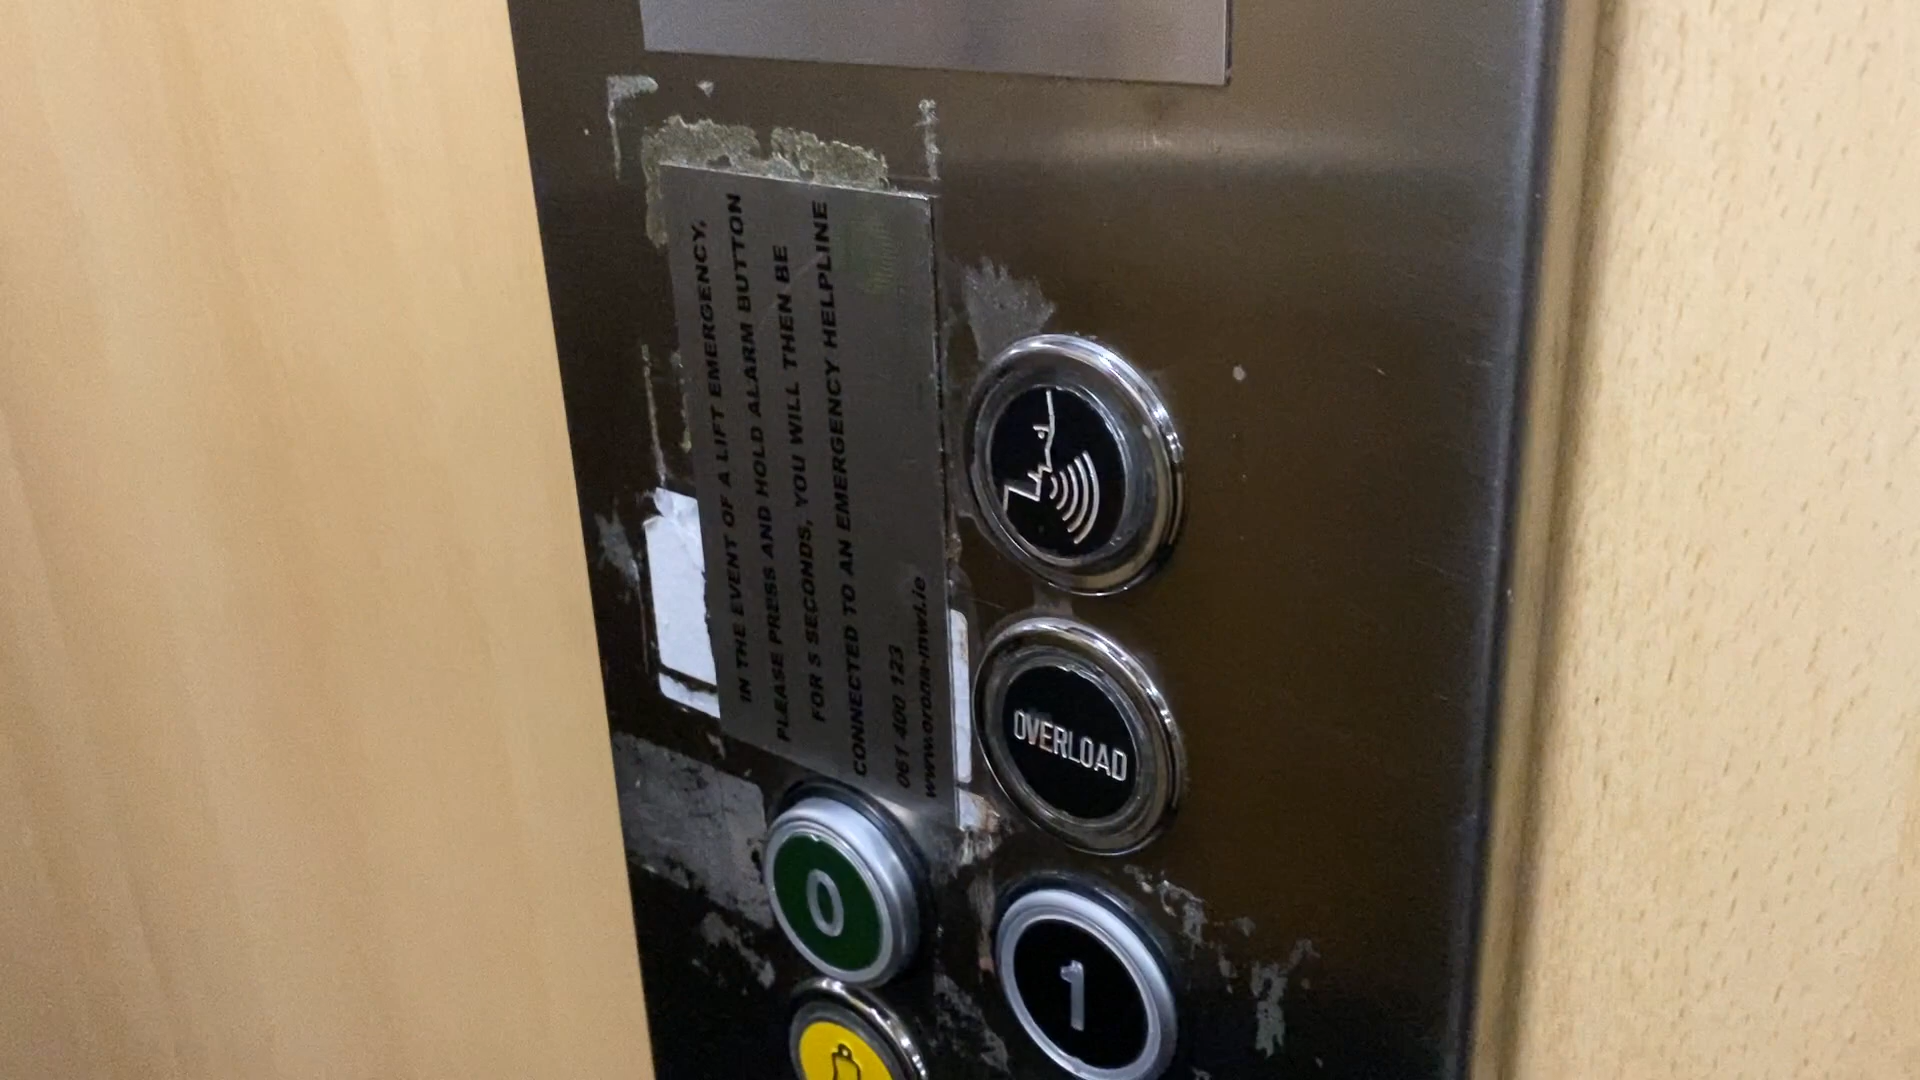 IN THE EVENT OF A LIFT EMERGENCY,
PLEASE PRESS AND HOLD ALARM BUTTON
FOR 5 SECONDS, YOU WILL THEN BE
CONNECTED TO AN EMERGENCY HELPLINE
061 400 123
www.orona-mwl.ie
OVERLOAD
0
1